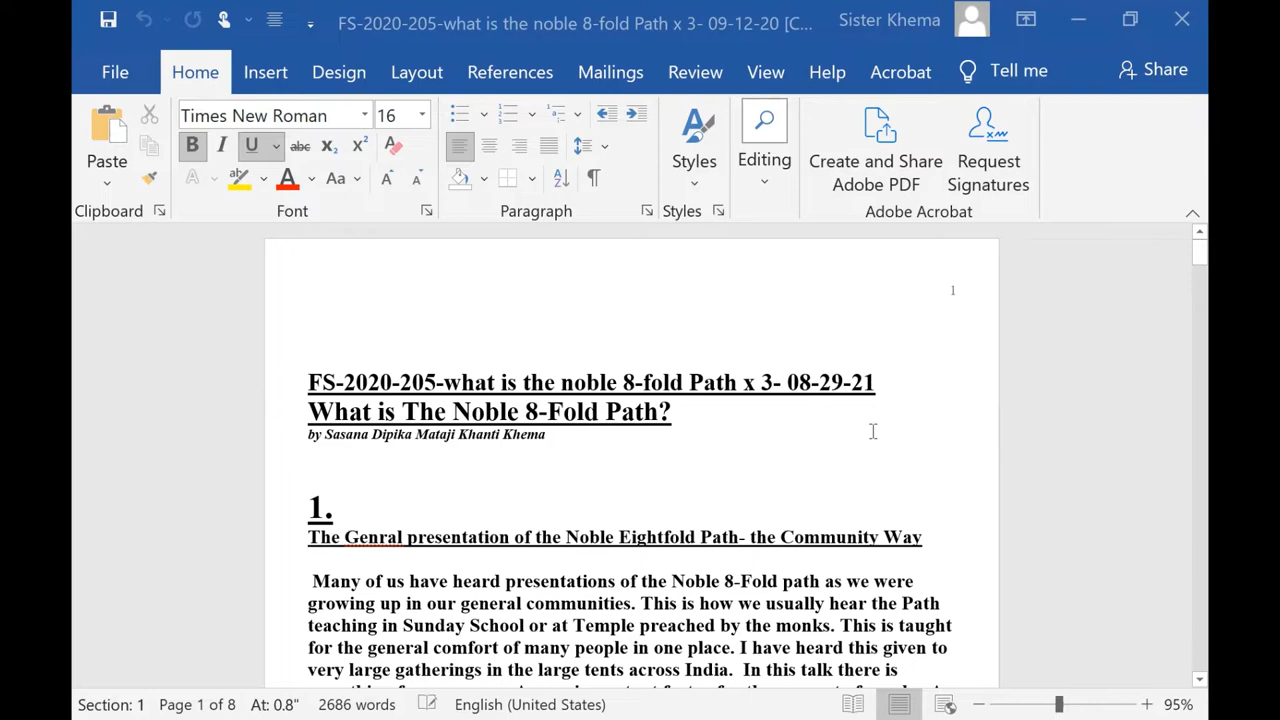 FS-2020-205-what is the noble 8-fold Path x 3- 09-12-20 [C...
Sister Khema
File
Home
Insert
Design
Layout
References
Mailings
Review
View
Help
Acrobat
Tell me
Share
Paste
Times New Roman
16
B
I
U
abc
x₂
x²
A
ab
A
Aa
A
A
A
Z
¶
Styles
Editing
Create and Share
Adobe PDF
Request
Signatures
Clipboard
Font
Paragraph
Styles
Adobe Acrobat
1
FS-2020-205-what is the noble 8-fold Path x 3- 08-29-21
What is The Noble 8-Fold Path?
by Sasana Dipika Mataji Khanti Khema
1.
The Genral presentation of the Noble Eightfold Path- the Community Way
Many of us have heard presentations of the Noble 8-Fold path as we were
growing up in our general communities. This is how we usually hear the Path
teaching in Sunday School or at Temple preached by the monks. This is taught
for the general comfort of many people in one place. I have heard this given to
very large gatherings in the large tents across India.  In this talk there is
Section: 1
Page 1 of 8
At: 0.8"
2686 words
English (United States)
95%